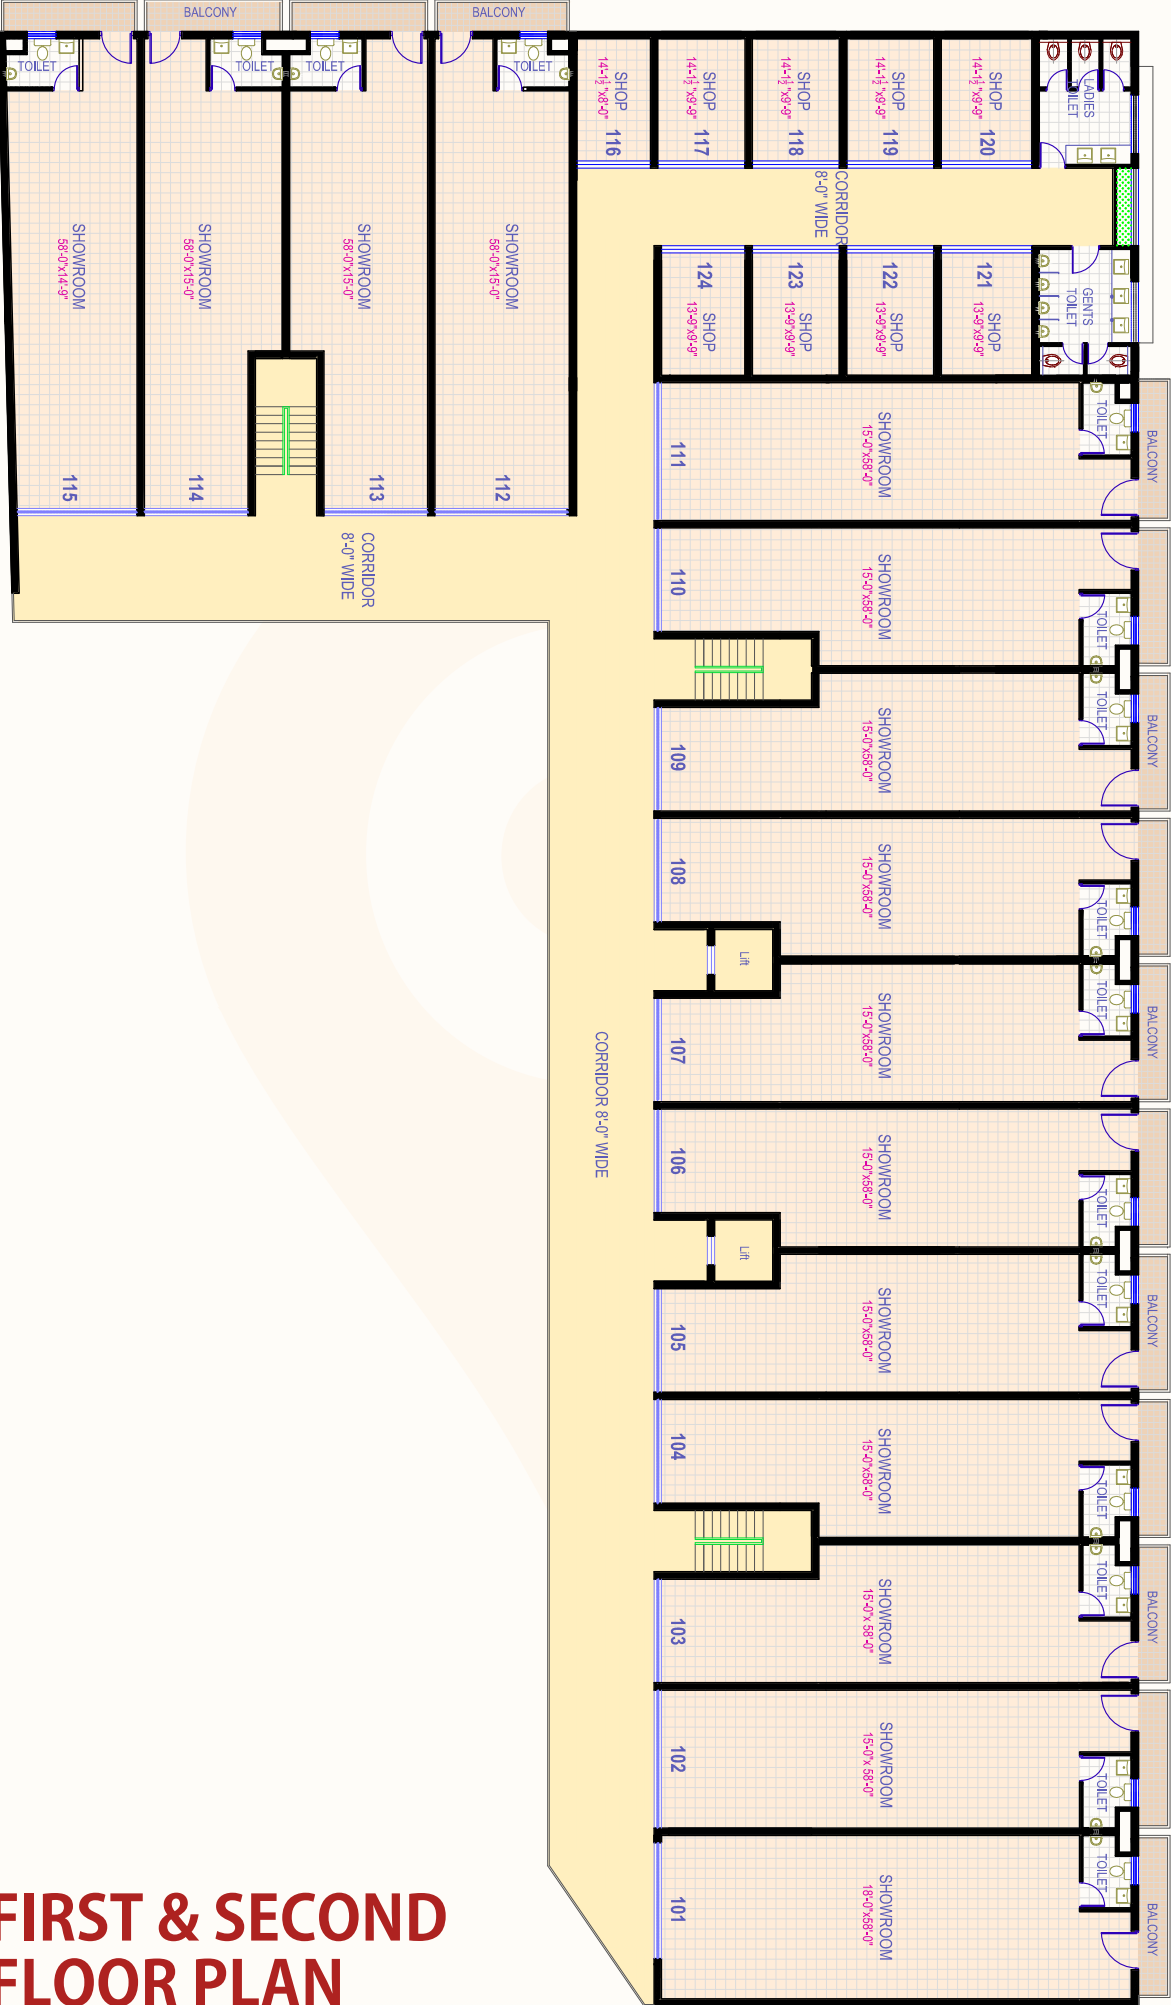 BALCONY
BALCONY
TOILET
TOILET
TOILET
TOILET
SHOWROOM
58'-0"x14'-9"
115
SHOWROOM
58'-0"x15'-0"
114
SHOWROOM
58'-0"x15'-0"
113
SHOWROOM
58'-0"x15'-0"
112
SHOP
14'-1½"x8'-0"
116
SHOP
14'-1½"x9'-9"
117
SHOP
14'-1½"x9'-9"
118
SHOP
14'-1½"x9'-9"
119
SHOP
14'-1½"x9'-9"
120
LADIES
TOILET
CORRIDOR
8'-0" WIDE
124
SHOP
13'-9"x9'-9"
123
SHOP
13'-9"x9'-9"
122
SHOP
13'-9"x9'-9"
121
SHOP
13'-9"x9'-9"
GENTS
TOILET
CORRIDOR
8'-0" WIDE
111
SHOWROOM
15'-0"x58'-0"
TOILET
BALCONY
110
SHOWROOM
15'-0"x58'-0"
TOILET
109
SHOWROOM
15'-0"x58'-0"
TOILET
BALCONY
108
SHOWROOM
15'-0"x58'-0"
TOILET
Lift
107
SHOWROOM
15'-0"x58'-0"
TOILET
BALCONY
CORRIDOR 8'-0" WIDE
106
SHOWROOM
15'-0"x58'-0"
TOILET
Lift
105
SHOWROOM
15'-0"x58'-0"
TOILET
BALCONY
104
SHOWROOM
15'-0"x58'-0"
TOILET
103
SHOWROOM
15'-0"x 58'-0"
TOILET
BALCONY
102
SHOWROOM
15'-0"x 58'-0"
TOILET
101
SHOWROOM
18'-0"x58'-0"
TOILET
BALCONY
FIRST & SECOND
FLOOR PLAN